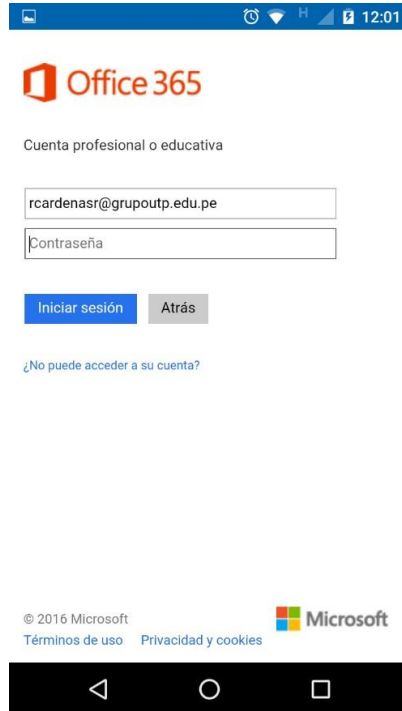 H 12:01
Office 365
Cuenta profesional o educativa
rcardenasr@grupoutp.edu.pe
Contraseña
Iniciar sesión Atrás
¿No puede acceder a su cuenta?
© 2016 Microsoft
Microsoft
Términos de uso Privacidad y cookies